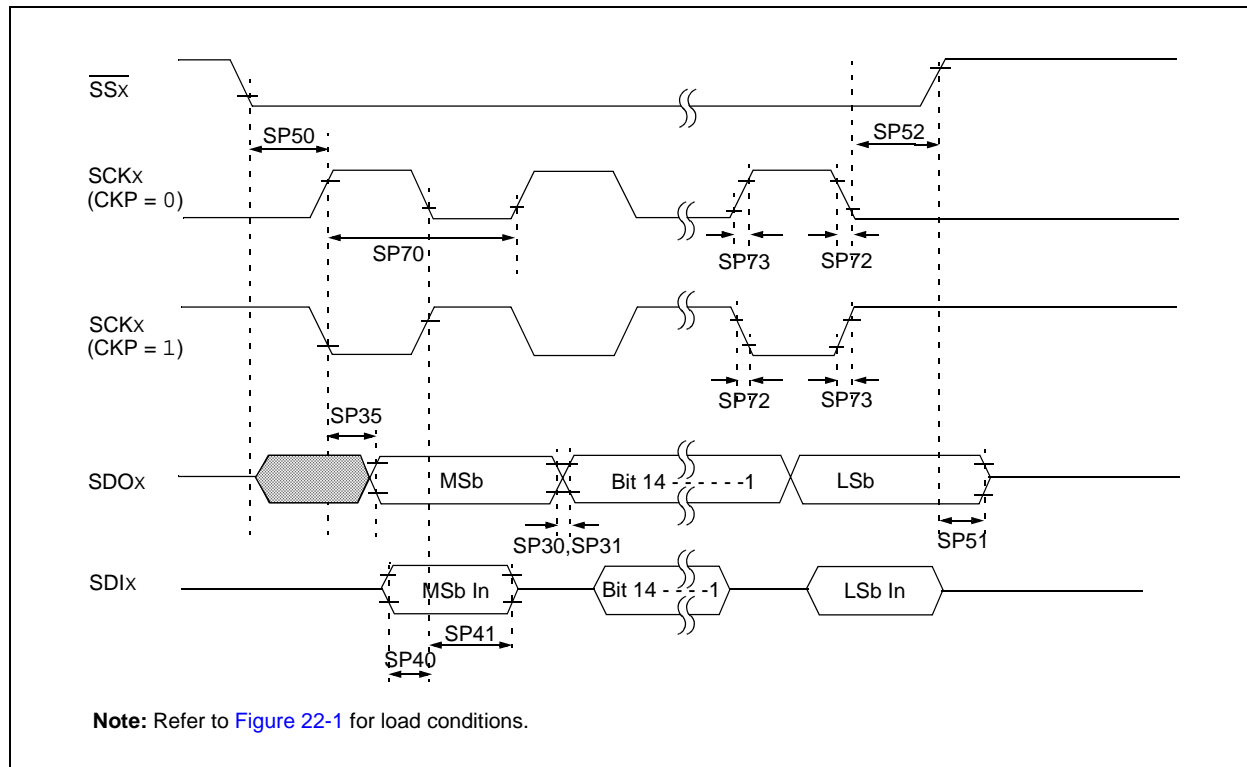 SSX
SP50
SP52
SCKX
(CKP = 0)
SP70
SP73
SP72
SCKX
(CKP = 1)
SP72
SP73
SP35
SDOX
MSb
Bit 14 - - - - - -1
LSb
SP30,SP31
SP51
SDIX
MSb In
Bit 14 - - - -1
LSb In
SP41
SP40
Note: Refer to Figure 22-1 for load conditions.